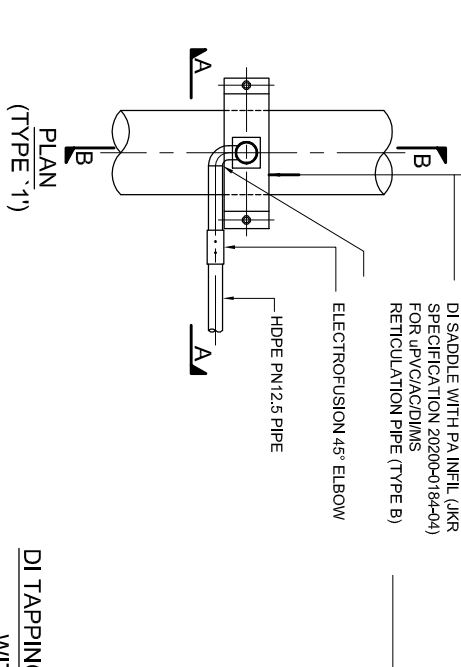 DI SADDLE WITH PA INFIL (JKR
SPECIFICATION 20200-0184-04)
FOR uPVC/AC/DI/MS
RETICULATION PIPE (TYPE B)
ELECTROFUSION 45° ELBOW
HDPE PN12.5 PIPE
A
A
B
B
PLAN
(TYPE `1')
DI TAPPING
WIT